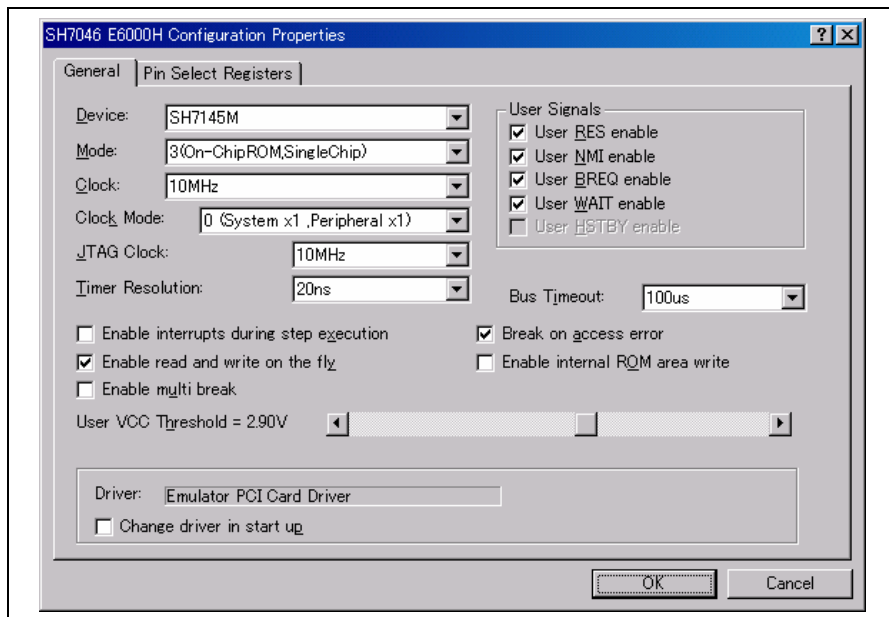 SH7046 E6000H Configuration Properties
General
Pin Select Registers
Device:
SH7145M
Mode:
3(On-ChipROM,SingleChip)
Clock:
10MHz
Clock Mode:
0 (System x1 ,Peripheral x1)
JTAG Clock:
10MHz
Timer Resolution:
20ns
User Signals
User RES enable
User NMI enable
User BREQ enable
User WAIT enable
User HSTBY enable
Bus Timeout:
100us
Enable interrupts during step execution
Break on access error
Enable read and write on the fly
Enable internal ROM area write
Enable multi break
User VCC Threshold = 2.90V
Driver:
Emulator PCI Card Driver
Change driver in start up
OK
Cancel